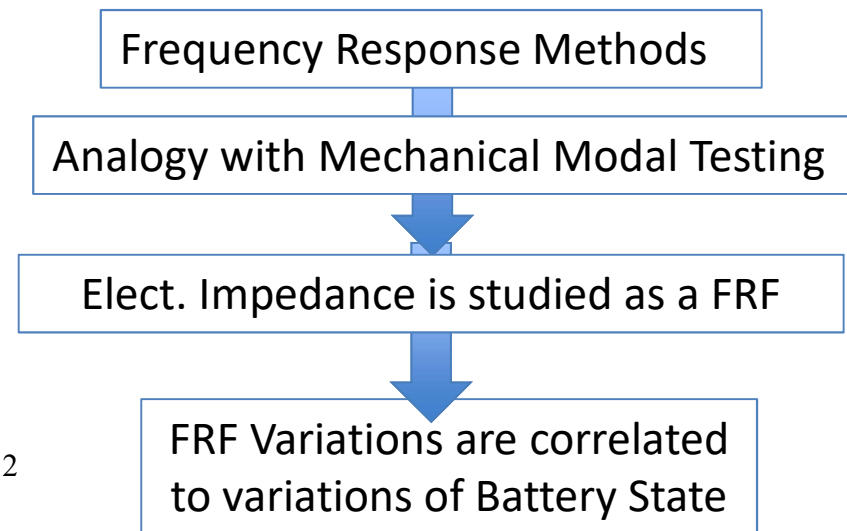 Frequency Response Methods
Analogy with Mechanical Modal Testing
Elect. Impedance is studied as a FRF
FRF Variations are correlated
to variations of Battery State
2